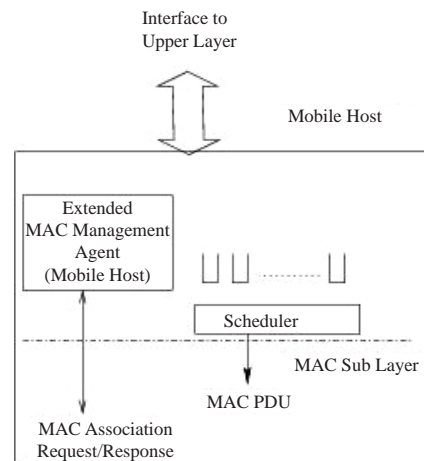 Interface to
Upper Layer
Mobile Host
Extended
MAC Management
Agent
(Mobile Host)
Scheduler
MAC Sub Layer
MAC PDU
MAC Association
Request/Response